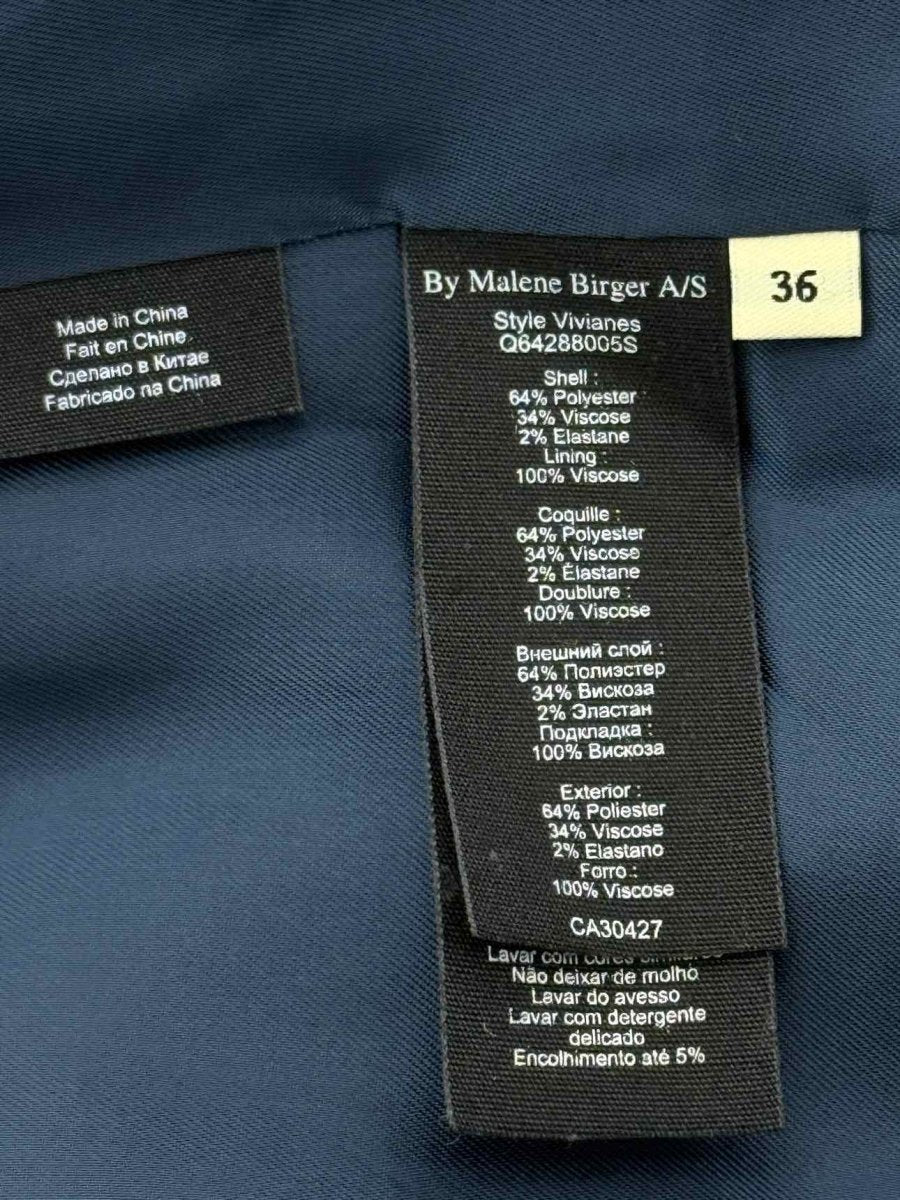 Made in China
Fait en Chine
Сделано в Китае
Fabricado na China
By Malene Birger A/S
36
Style Vivianes
Q64288005S
Shell :
64% Polyester
34% Viscose
2% Elastane
Lining :
100% Viscose
Coquille :
64% Polyester
34% Viscose
2% Élastane
Doublure :
100% Viscose
Внешний слой :
64% Полиэстер
34% Вискоза
2% Эластан
Подкладка :
100% Вискоза
Exterior :
64% Poliester
34% Viscose
2% Elastano
Forro :
100% Viscose
CA30427
Lavar com cores
Não deixar de molho
Lavar do avesso
Lavar com detergente
delicado
Encolhimento até 5%